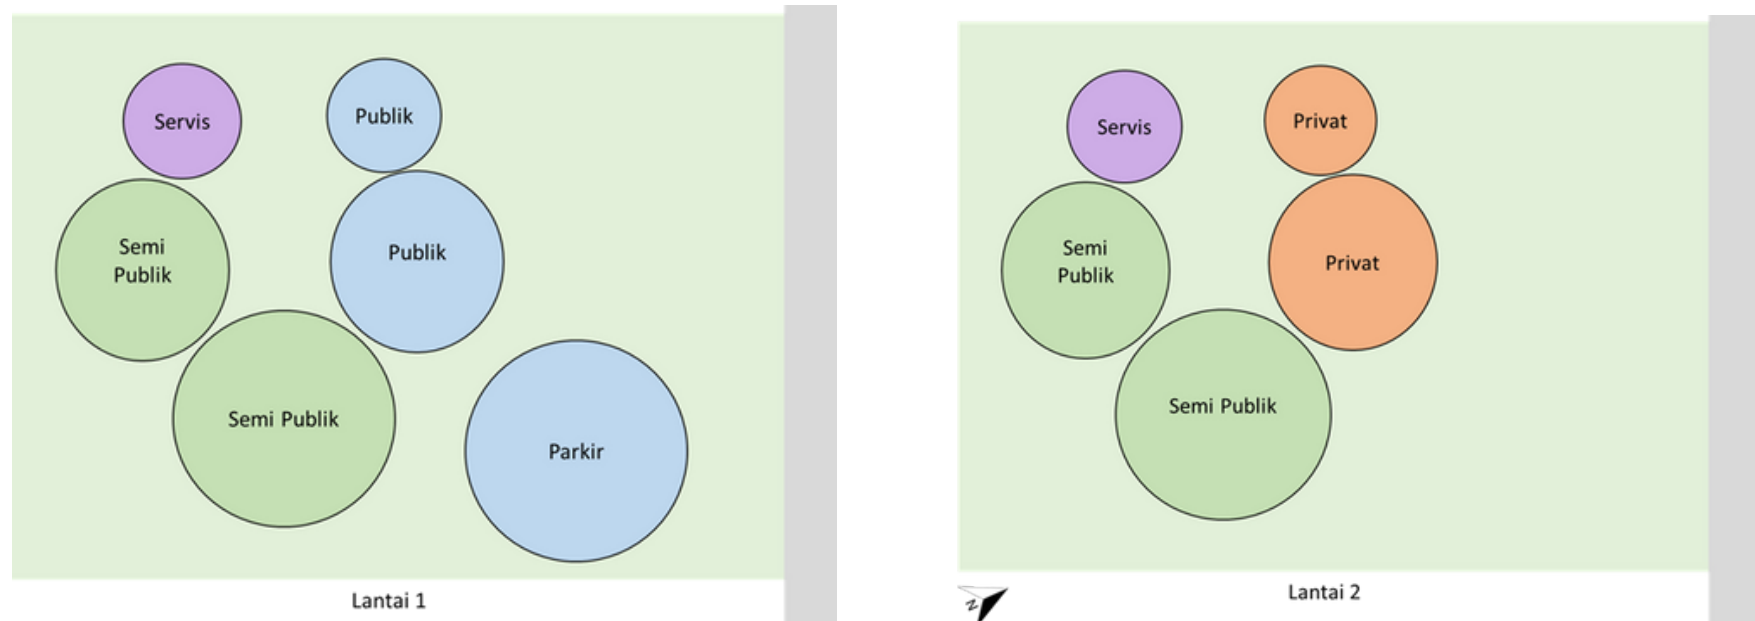 Servis
Publik
Semi
Publik
Publik
Semi Publik
Parkir
Lantai 1
Servis
Privat
Semi
Publik
Privat
Semi Publik
N
Lantai 2